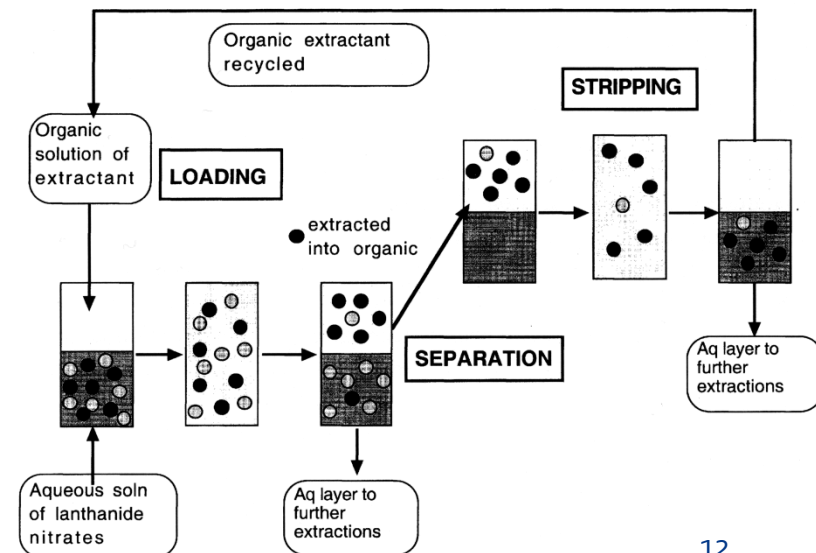 Organic extractant
recycled
STRIPPING
Organic
solution of
extractant
LOADING
extracted
into organic
SEPARATION
Aq layer to
further
extractions
Aqueous soln
of lanthanide
nitrates
Aq layer to
further
extractions
12